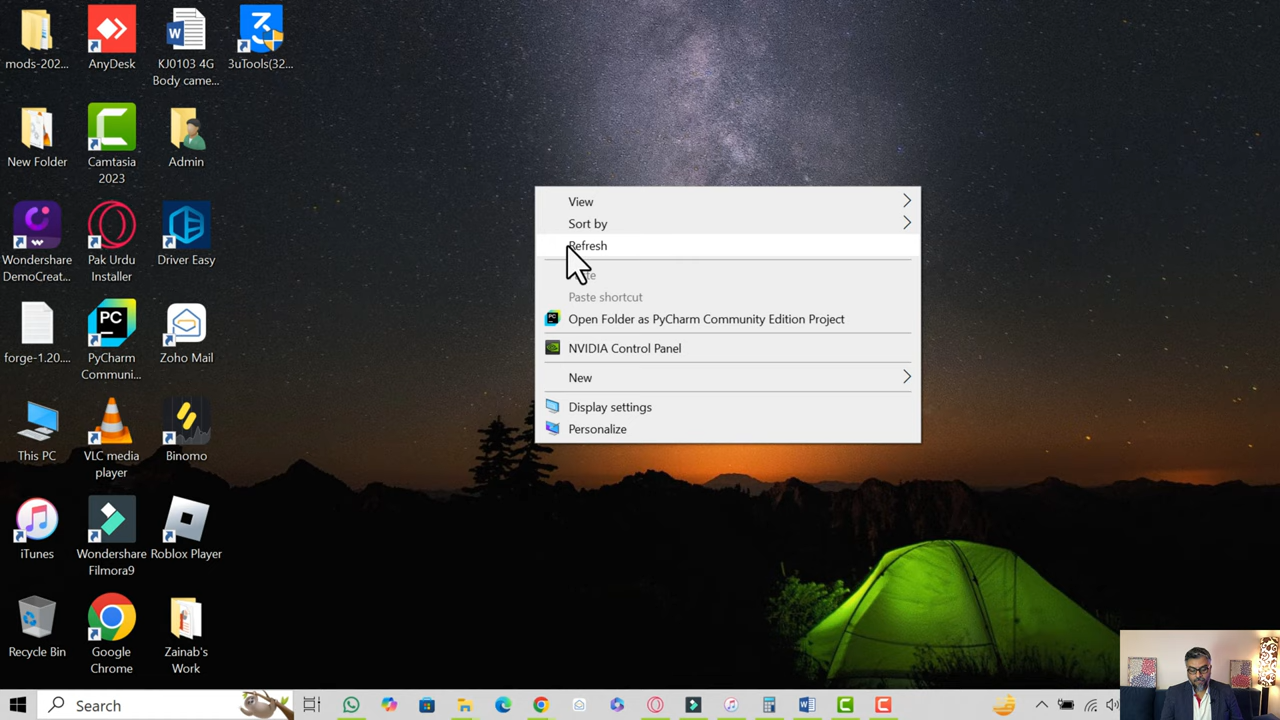 mods-202...
AnyDesk
KJ0103 4G
Body came...
3uTools(32...
New Folder
Camtasia
2023
Admin
Wondershare
DemoCreat...
Pak Urdu
Installer
Driver Easy
forge-1.20....
PyCharm
Communi...
Zoho Mail
This PC
VLC media
player
Binomo
iTunes
Wondershare
Filmora9
Roblox Player
Recycle Bin
Google
Chrome
Zainab's
Work
View
Sort by
Refresh
Paste shortcut
Open Folder as PyCharm Community Edition Project
NVIDIA Control Panel
New
Display settings
Personalize
Search